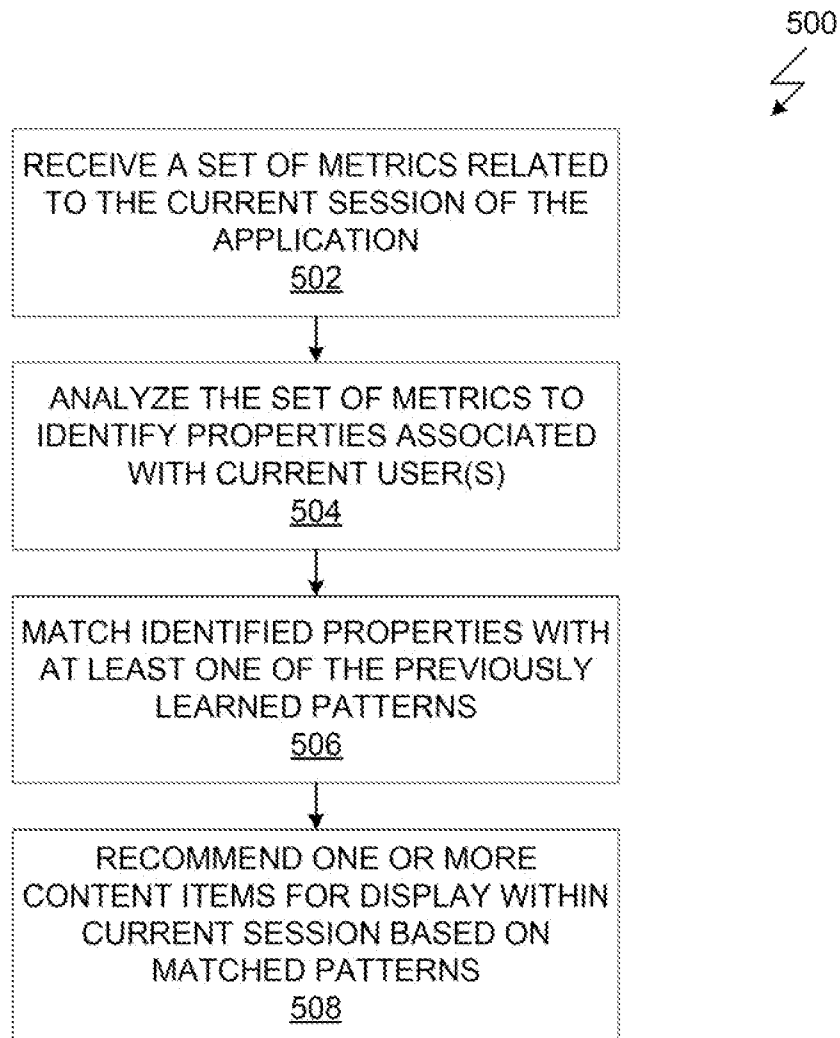 500
RECEIVE A SET OF METRICS RELATED
TO THE CURRENT SESSION OF THE
APPLICATION
502
ANALYZE THE SET OF METRICS TO
IDENTIFY PROPERTIES ASSOCIATED
WITH CURRENT USER(S)
504
MATCH IDENTIFIED PROPERTIES WITH
AT LEAST ONE OF THE PREVIOUSLY
LEARNED PATTERNS
506
RECOMMEND ONE OR MORE
CONTENT ITEMS FOR DISPLAY WITHIN
CURRENT SESSION BASED ON
MATCHED PATTERNS
508